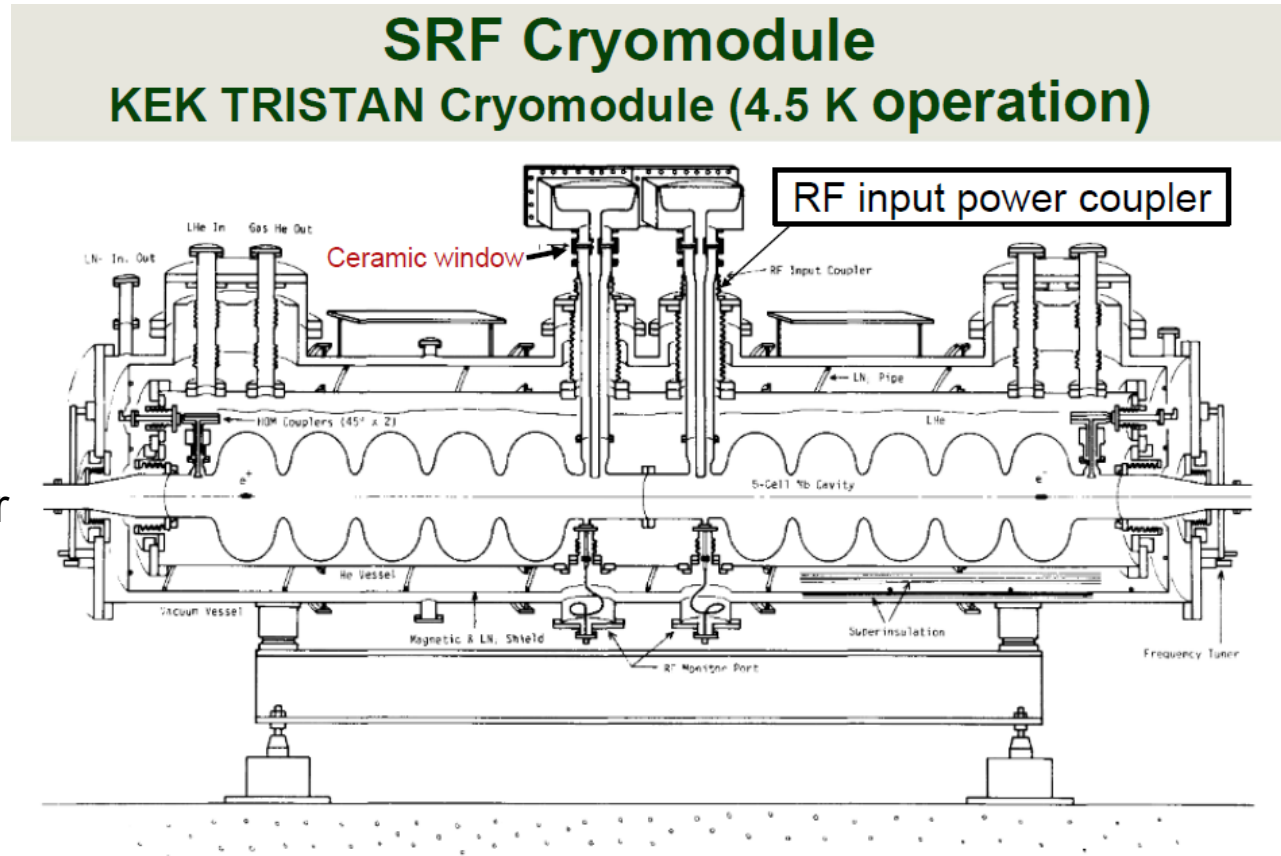 SRF Cryomodule
KEK TRISTAN Cryomodule (4.5 K operation)
RF input power coupler
LHe In
Gas He Out
LN₂ In, Out
Ceramic window
RF Input Coupler
LN₂ Pipe
HOM Couplers (45° x 2)
LHe
r
e⁺
5-Cell Nb Cavity
e⁻
He Vessel
Vacuum Vessel
Superinsulation
Magnetic & LN₂ Shield
Frequency Tuner
RF Monitor Port